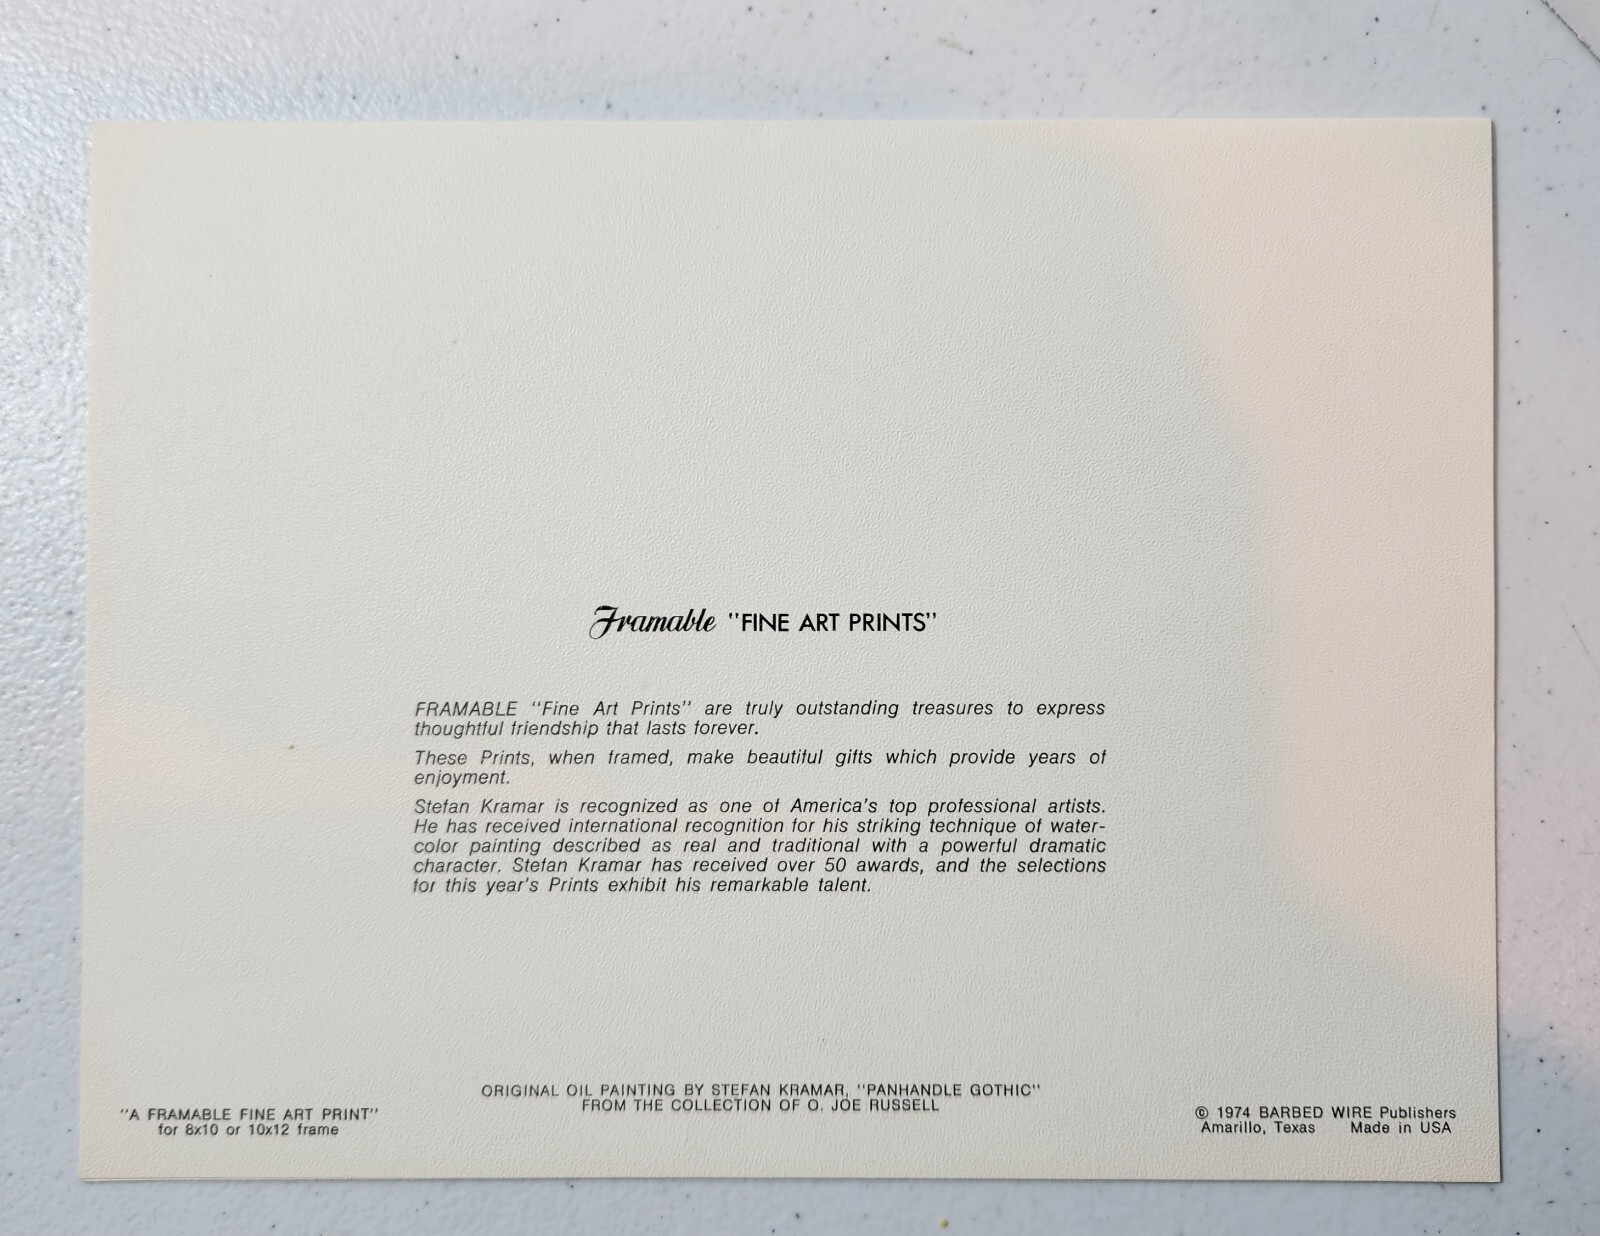 Framable "FINE ART PRINTS"
FRAMABLE "Fine Art Prints" are truly outstanding treasures to express
thoughtful friendship that lasts forever.
These Prints, when framed, make beautiful gifts which provide years of
enjoyment.
Stefan Kramar is recognized as one of America's top professional artists.
He has received international recognition for his striking technique of water-
color painting described as real and traditional with a powerful dramatic
character. Stefan Kramar has received over 50 awards, and the selections
for this year's Prints exhibit his remarkable talent.
ORIGINAL OIL PAINTING BY STEFAN KRAMAR, "PANHANDLE GOTHIC"
FROM THE COLLECTION OF O. JOE RUSSELL
"A FRAMABLE FINE ART PRINT"
for 8x10 or 10x12 frame
© 1974 BARBED WIRE Publishers
Amarillo, Texas Made in USA